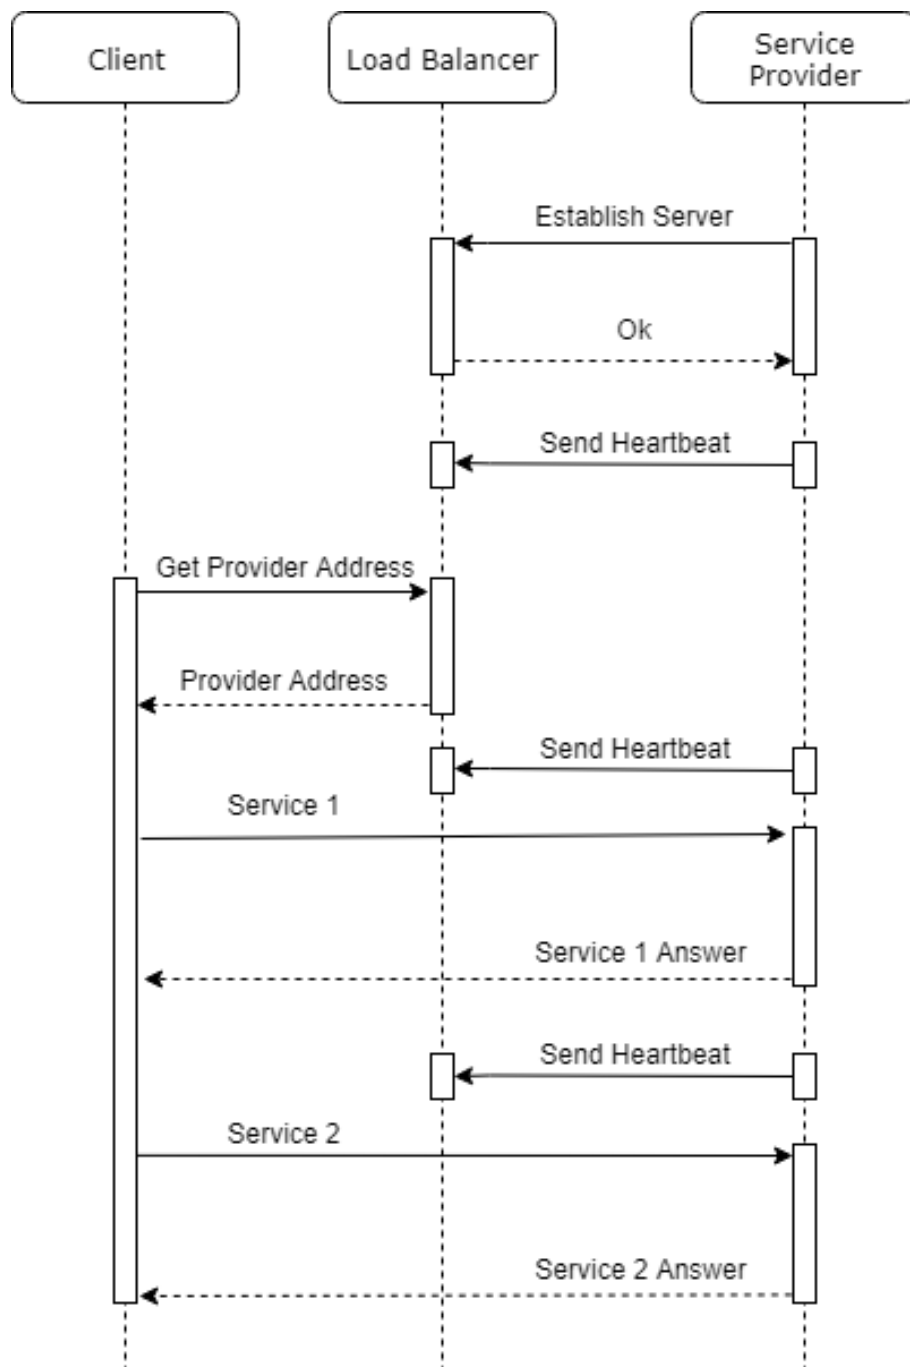 Client
Load Balancer
Service
Provider
Establish Server
Ok
Send Heartbeat
Get Provider Address
Provider Address
Send Heartbeat
Service 1
Service 1 Answer
Send Heartbeat
Service 2
Service 2 Answer